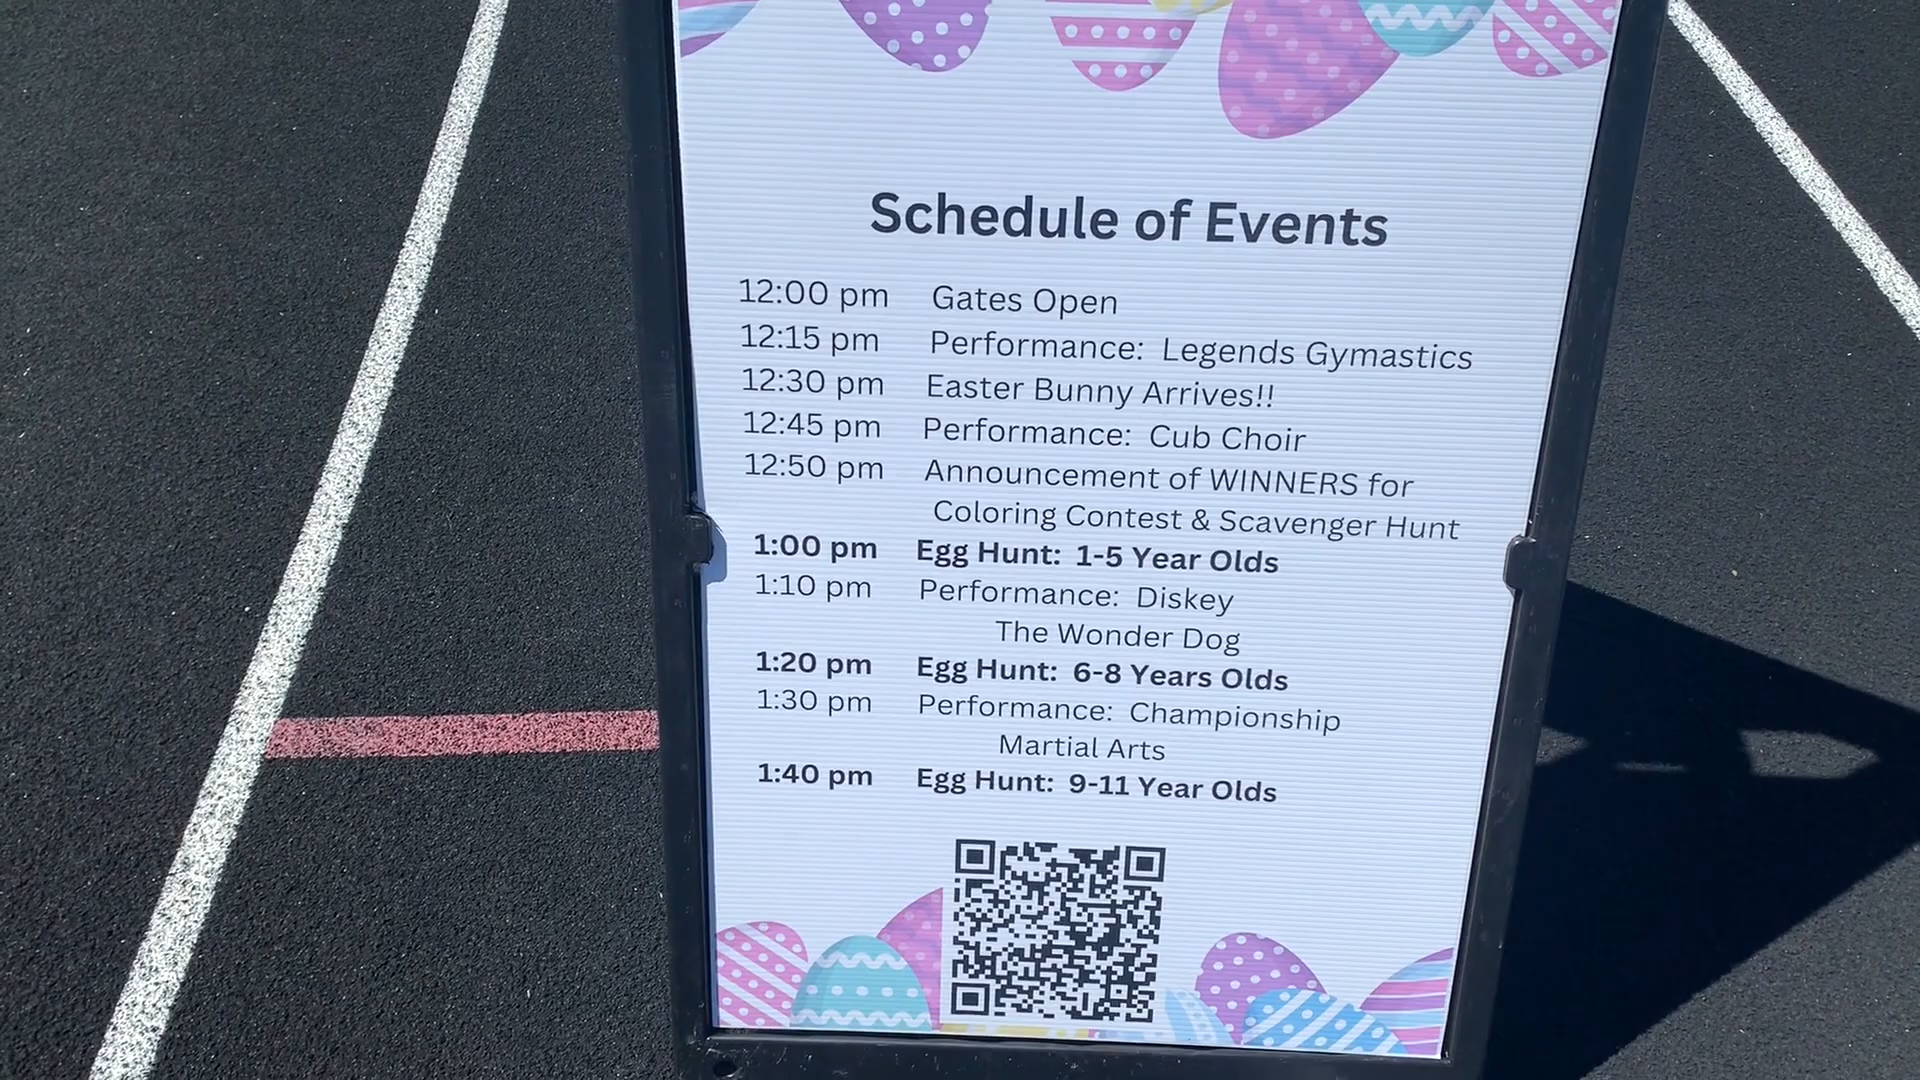 Schedule of Events
12:00 pm Gates Open
12:15 pm Performance: Legends Gymastics
12:30 pm Easter Bunny Arrives!!
12:45 pm Performance: Cub Choir
12:50 pm Announcement of WINNERS for
Coloring Contest & Scavenger Hunt
1:00 pm Egg Hunt: 1-5 Year Olds
1:10 pm Performance: Diskey
The Wonder Dog
1:20 pm Egg Hunt: 6-8 Years Olds
1:30 pm Performance: Championship
Martial Arts
1:40 pm Egg Hunt: 9-11 Year Olds